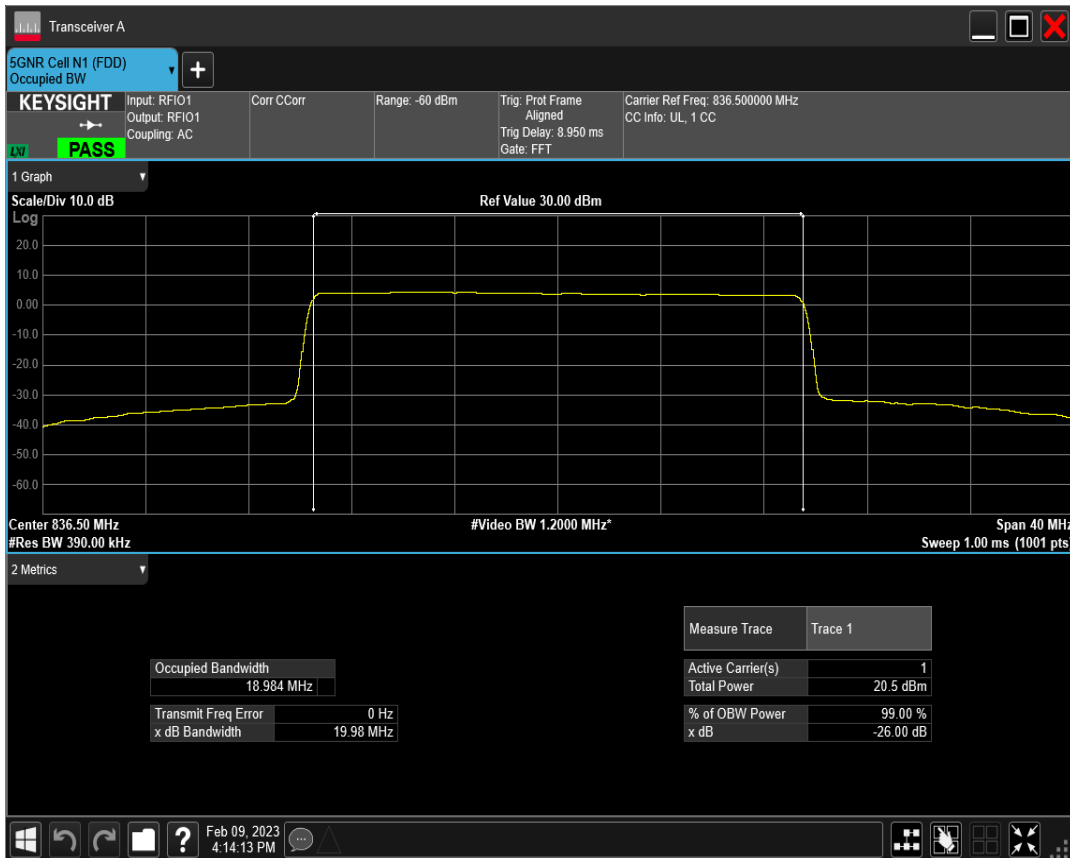 Transceiver A
5GNR Cell N1 (FDD)
Occupied BW
+
KEYSIGHT
LXI
PASS
Input: RFIO1
Output: RFIO1
Coupling: AC
Corr CCorr
Range: -60 dBm
Trig: Prot Frame
Aligned
Trig Delay: 8.950 ms
Gate: FFT
Carrier Ref Freq: 836.500000 MHz
CC Info: UL, 1 CC
1 Graph
Scale/Div 10.0 dB
Ref Value 30.00 dBm
Log
20.0
10.0
0.00
-10.0
-20.0
-30.0
-40.0
-50.0
-60.0
Center 836.50 MHz
#Video BW 1.2000 MHz*
Span 40 MHz
#Res BW 390.00 kHz
Sweep 1.00 ms (1001 pts)
2 Metrics
Measure Trace Trace 1
Occupied Bandwidth
18.984 MHz
Active Carrier(s) 1
Total Power 20.5 dBm
Transmit Freq Error 0 Hz
x dB Bandwidth 19.98 MHz
% of OBW Power 99.00 %
x dB -26.00 dB
?
Feb 09, 2023
4:14:13 PM